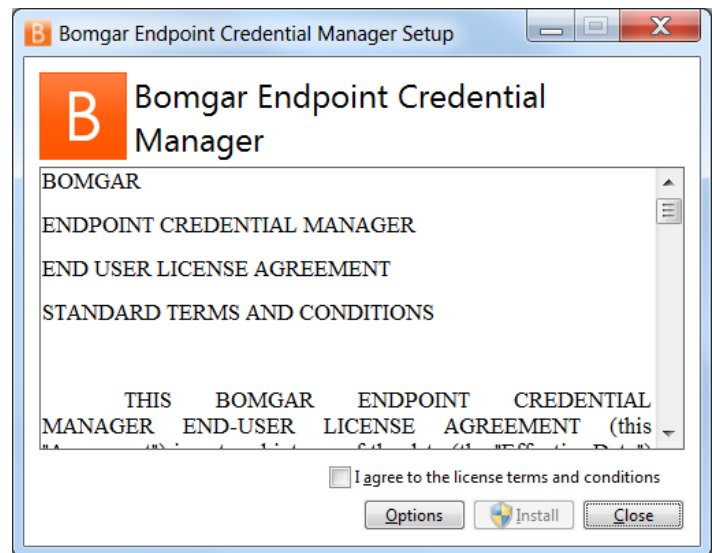 B Bomgar Endpoint Credential Manager Setup
B
Bomgar Endpoint Credential
Manager
BOMGAR
ENDPOINT CREDENTIAL MANAGER
END USER LICENSE AGREEMENT
STANDARD TERMS AND CONDITIONS
THIS BOMGAR ENDPOINT CREDENTIAL
MANAGER END-USER LICENSE AGREEMENT (this
I agree to the license terms and conditions
Options Install Close